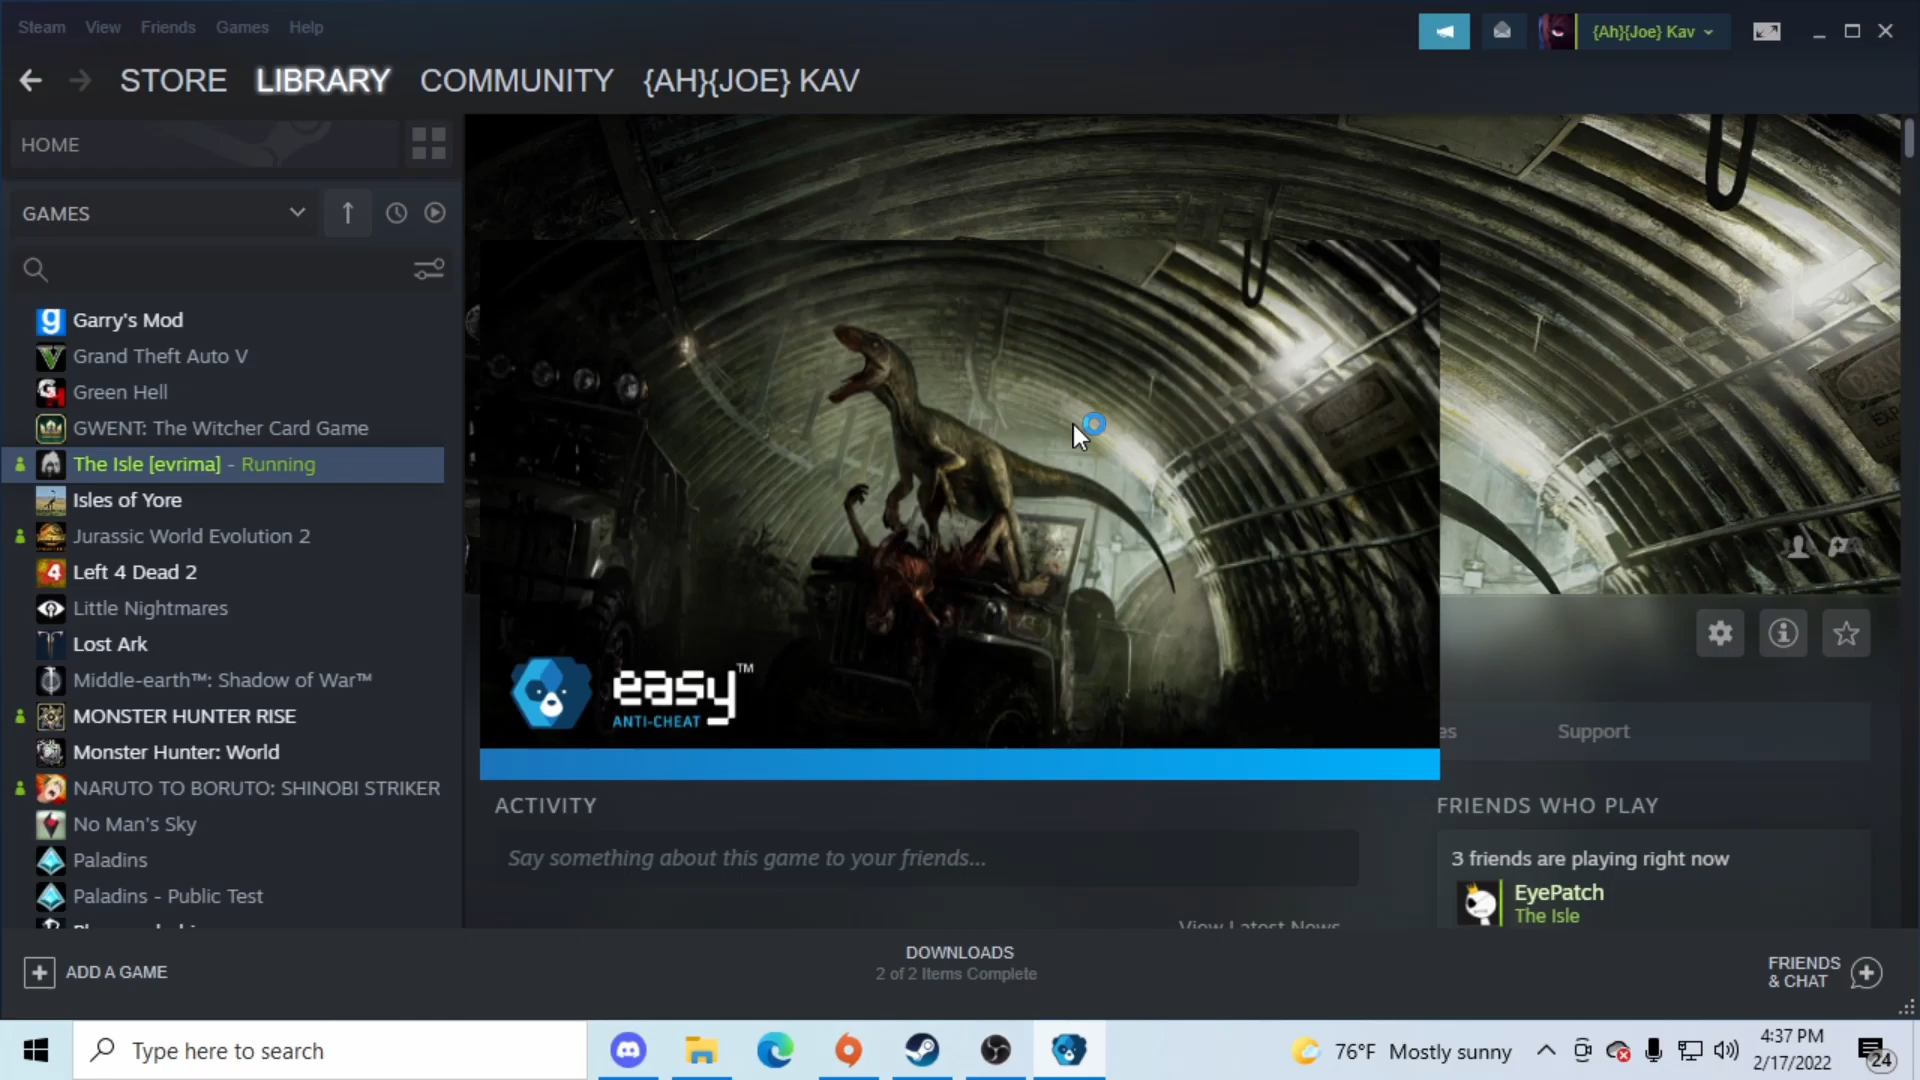 Steam View Friends Games Help
{Ah}{Joe} Kav
STORE LIBRARY COMMUNITY {AH}{JOE} KAV
HOME
GAMES
Garry's Mod
Grand Theft Auto V
Green Hell
GWENT: The Witcher Card Game
The Isle [evrima] - Running
Isles of Yore
Jurassic World Evolution 2
Left 4 Dead 2
Little Nightmares
Lost Ark
Middle-earth™: Shadow of War™
MONSTER HUNTER RISE
Monster Hunter: World
NARUTO TO BORUTO: SHINOBI STRIKER
No Man's Sky
Paladins
Paladins - Public Test
easy™
ANTI-CHEAT
es Support
ACTIVITY
Say something about this game to your friends...
View Latest News
FRIENDS WHO PLAY
3 friends are playing right now
EyePatch
The Isle
ADD A GAME
DOWNLOADS
2 of 2 Items Complete
FRIENDS
& CHAT
Type here to search
76°F Mostly sunny
4:37 PM
2/17/2022
24